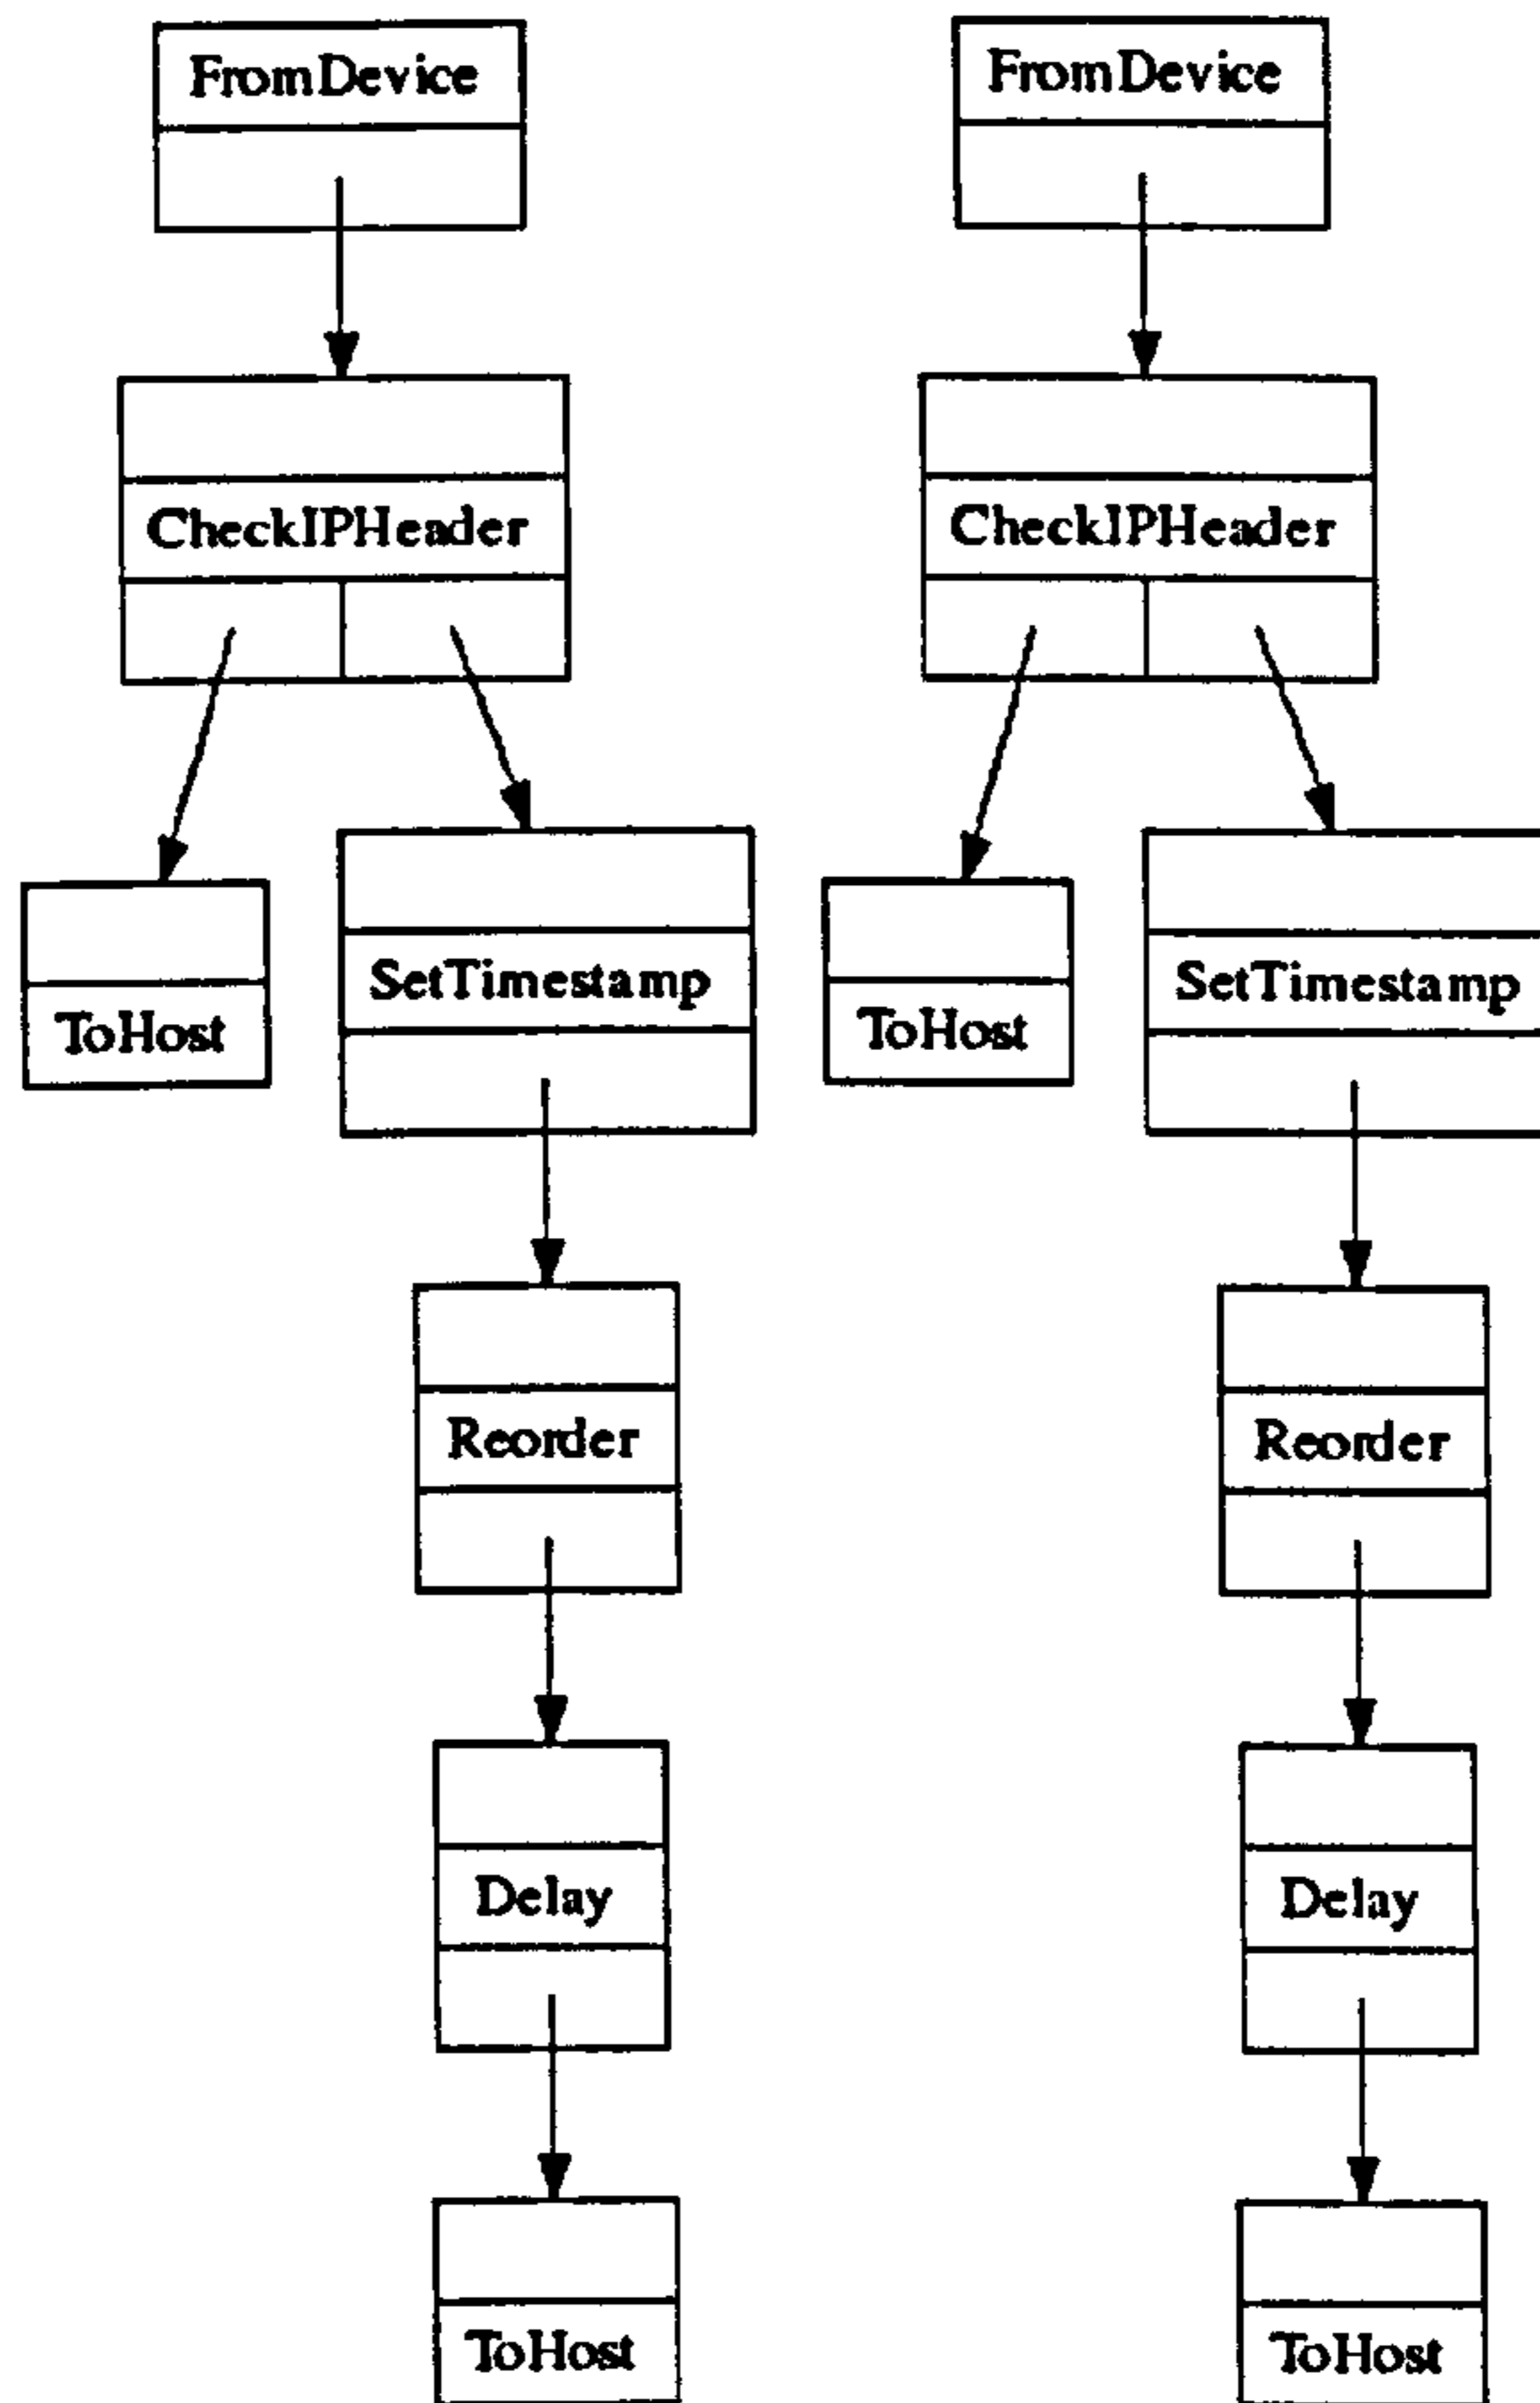 FromDevice
FromDevice
CheckIPHeader
CheckIPHeader
ToHost
SetTimestamp
ToHost
SetTimestamp
Reorder
Reorder
Delay
Delay
ToHost
ToHost